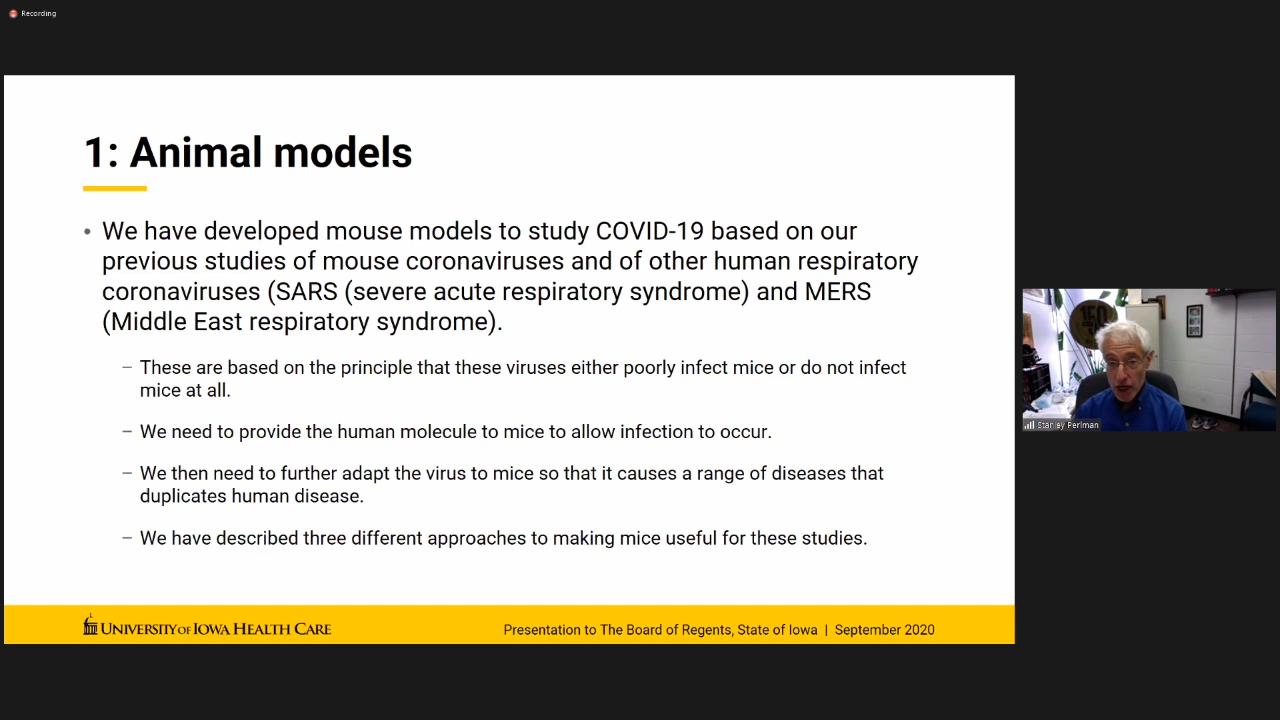 Recording
1: Animal models
• We have developed mouse models to study COVID-19 based on our
previous studies of mouse coronaviruses and of other human respiratory
coronaviruses (SARS (severe acute respiratory syndrome) and MERS
(Middle East respiratory syndrome).
– These are based on the principle that these viruses either poorly infect mice or do not infect
mice at all.
– We need to provide the human molecule to mice to allow infection to occur.
– We then need to further adapt the virus to mice so that it causes a range of diseases that
duplicates human disease.
– We have described three different approaches to making mice useful for these studies.
150
Stanley Perlman
UNIVERSITY OF IOWA HEALTH CARE
Presentation to The Board of Regents, State of Iowa | September 2020